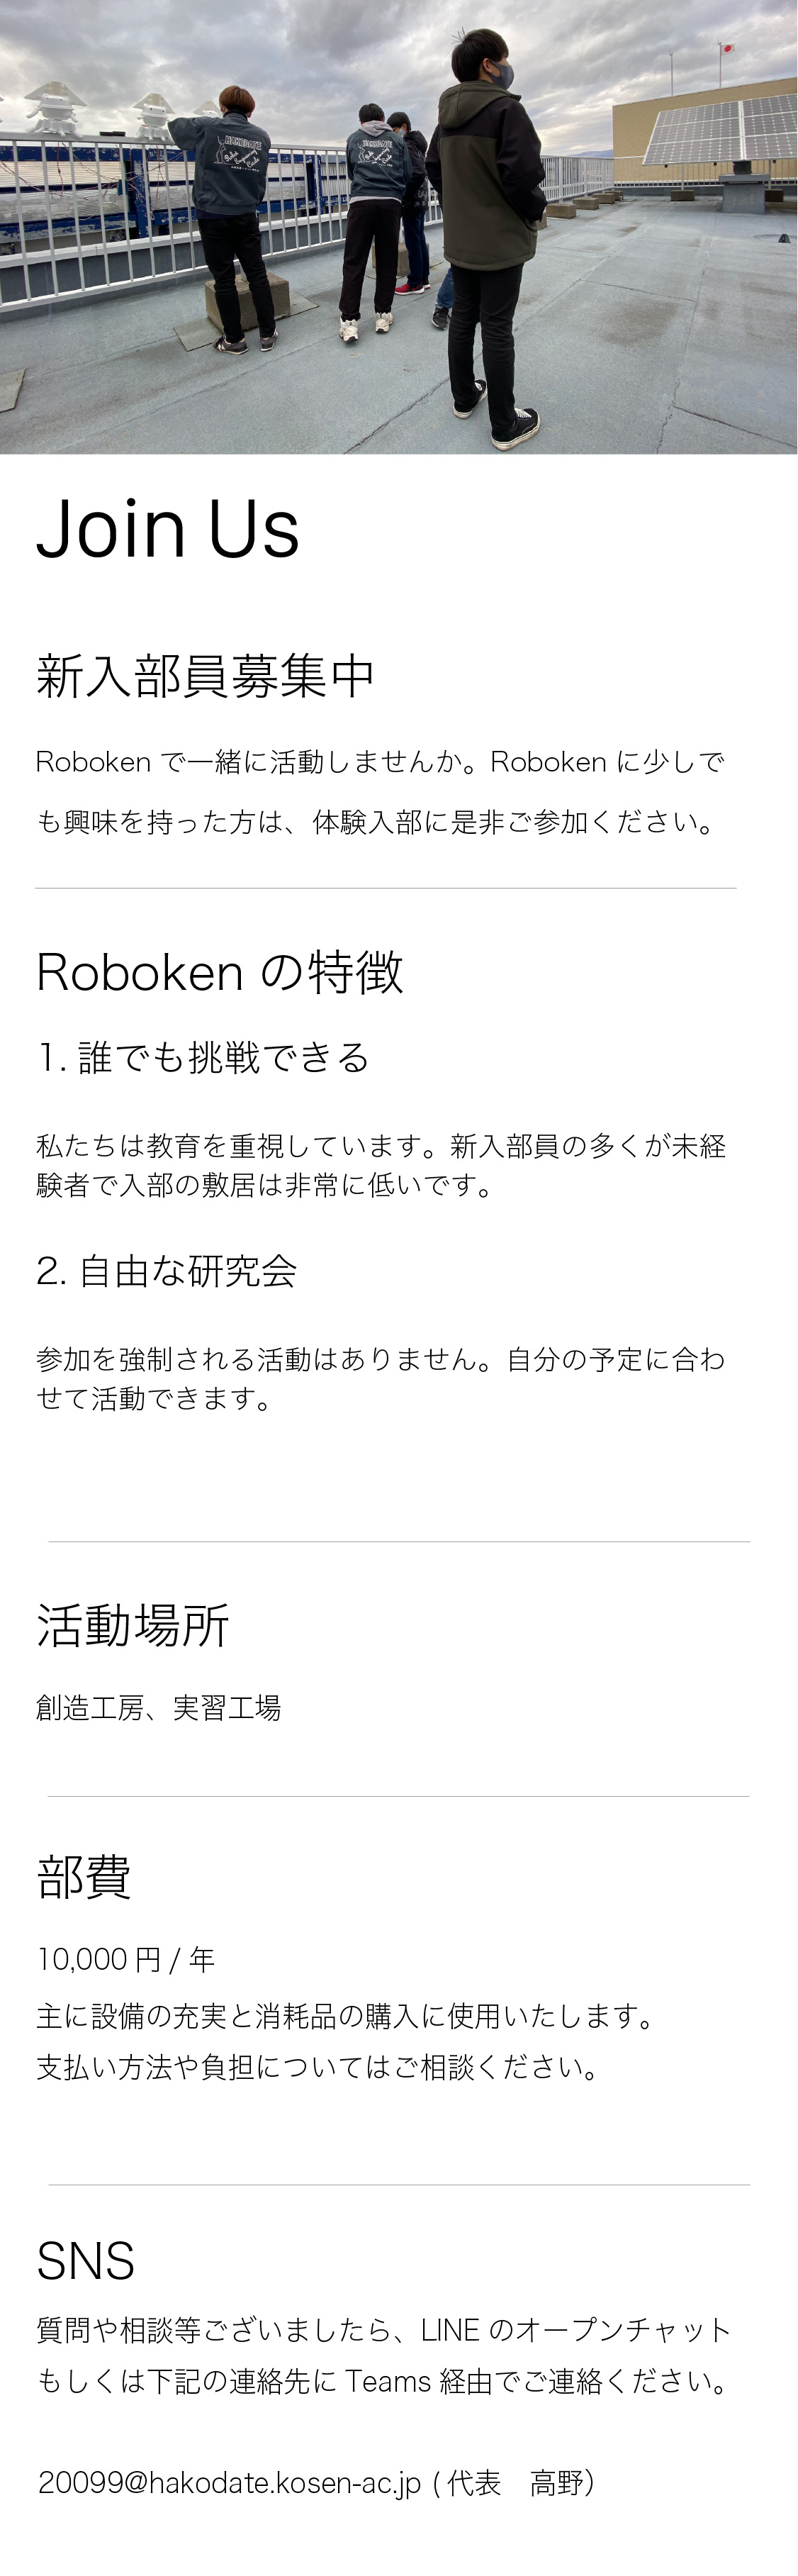 HAKODATE
HAKODATE
Join Us
新入部員募集中
Roboken で一緒に活動しませんか。Roboken に少しで
も興味を持った方は、体験入部に是非ご参加ください。
Roboken の特徴
1. 誰でも挑戦できる
私たちは教育を重視しています。新入部員の多くが未経
験者で入部の敷居は非常に低いです。
2. 自由な研究会
参加を強制される活動はありません。自分の予定に合わ
せて活動できます。
活動場所
創造工房、実習工場
部費
10,000 円 / 年
主に設備の充実と消耗品の購入に使用いたします。
支払い方法や負担についてはご相談ください。
SNS
質問や相談等ございましたら、LINE のオープンチャット
もしくは下記の連絡先に Teams 経由でご連絡ください。
20099@hakodate.kosen-ac.jp ( 代表　高野）